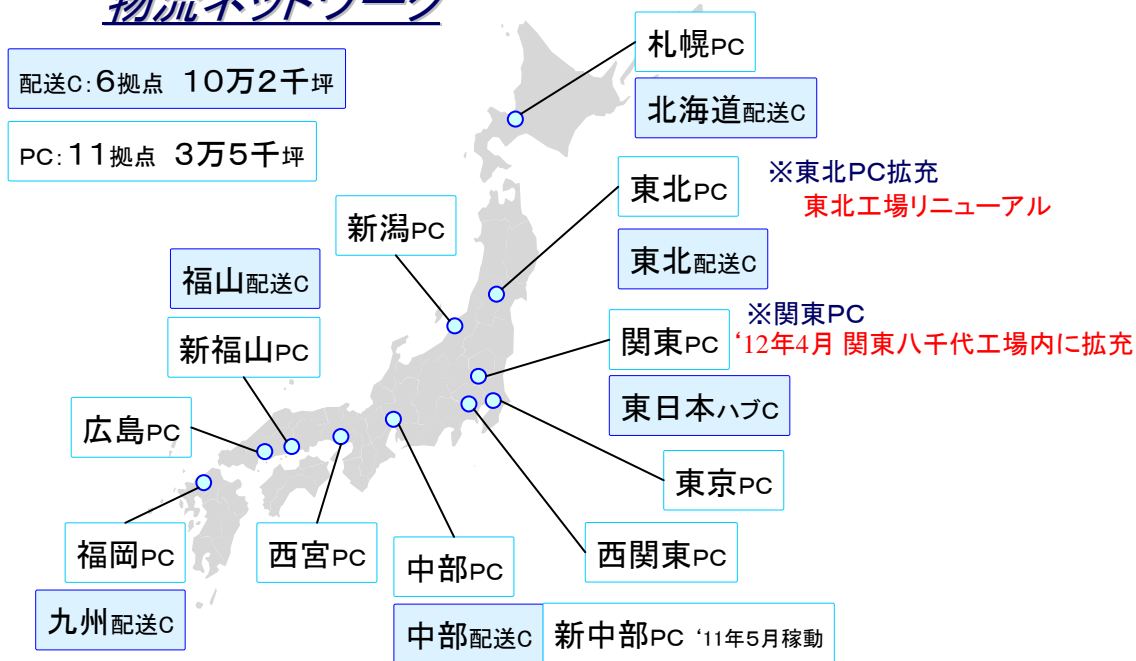 物流ネットワーク
配送C:6拠点 10万2千坪
PC:11拠点 3万5千坪
札幌PC
北海道配送C
東北PC
※東北PC拡充
東北工場リニューアル
東北配送C
新潟PC
福山配送C
新福山PC
関東PC
※関東PC
‘12年4月 関東八千代工場内に拡充
東日本ハブC
広島PC
東京PC
福岡PC
西宮PC
中部PC
西関東PC
九州配送C
中部配送C
新中部PC ‘11年5月稼動